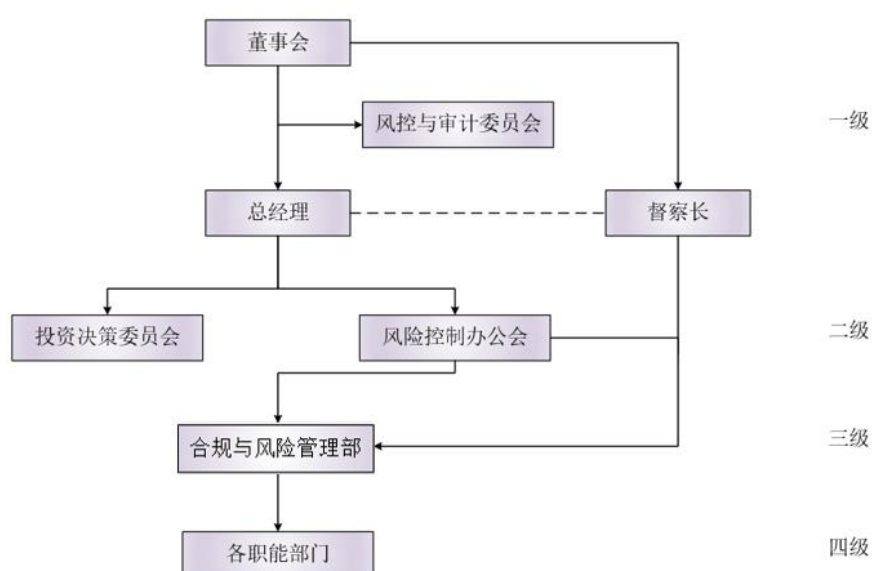 董事会
风控与审计委员会
一级
总经理
督察长
投资决策委员会
风险控制办公会
二级
合规与风险管理部
三级
各职能部门
四级